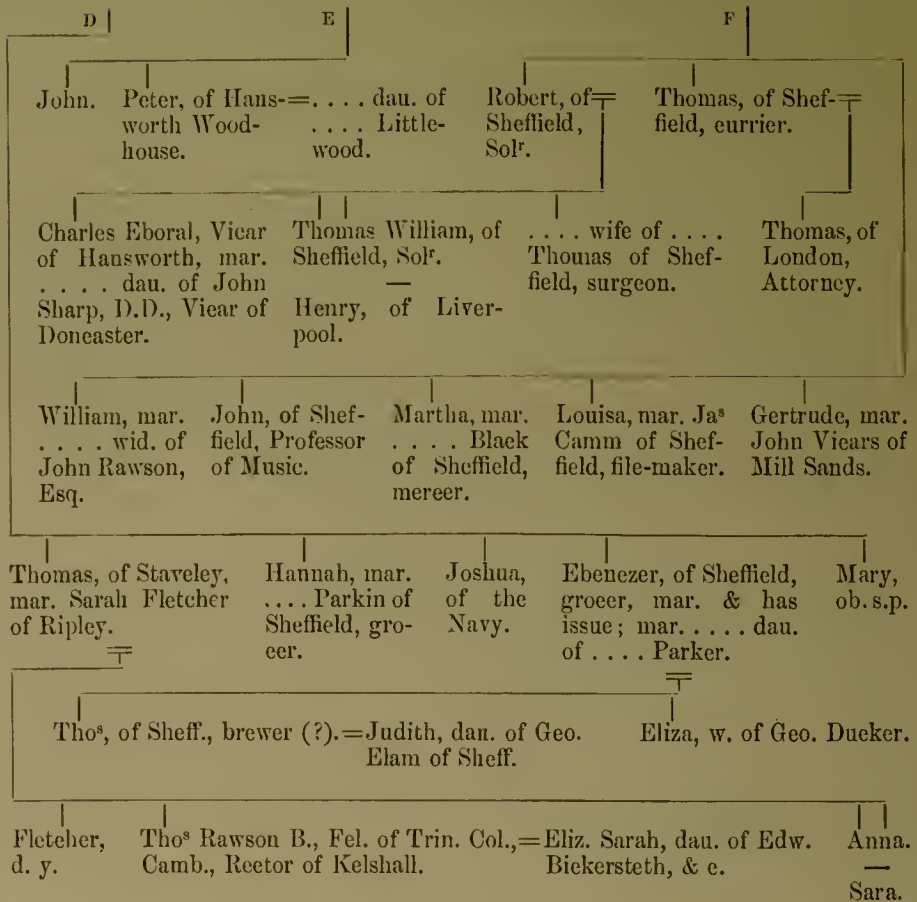 D E F
John. Peter, of Hans-=. . . . dau. of Robert, of Thomas, of Shef-
worth Wood- . . . . Little- Sheffield, field, currier.
house. wood. Solr.
Charles Eboral, Vicar Thomas William, of . . . . wife of . . . . Thomas, of
of Hansworth, mar. Sheffield, Solr. Thomas of Shef- London,
. . . . dau. of John — field, surgeon. Attorney.
Sharp, D.D., Vicar of Henry, of Liver-
Doncaster. pool.
William, mar. John, of Shef- Martha, mar. Louisa, mar. Jas Gertrude, mar.
. . . . wid. of field, Professor . . . . Black Camm of Shef- John Vicars of
John Rawson, of Music. of Sheffield, field, file-maker. Mill Sands.
Esq. mercer.
Thomas, of Staveley, Hannah, mar. Joshua, Ebenezer, of Sheffield, Mary,
mar. Sarah Fletcher . . . . Parkin of of the grocer, mar. & has ob. s.p.
of Ripley. Sheffield, gro- Navy. issue; mar. . . . . dau.
cer. of . . . . Parker.
Thos, of Sheff., brewer (?).=Judith, dau. of Geo. Eliza, w. of Geo. Ducker.
Elam of Sheff.
Fletcher, Thos Rawson B., Fel. of Trin. Col.,=Eliz. Sarah, dau. of Edw. Anna.
d. y. Camb., Rector of Kelshall. Bickersteth, & c. —
Sara.